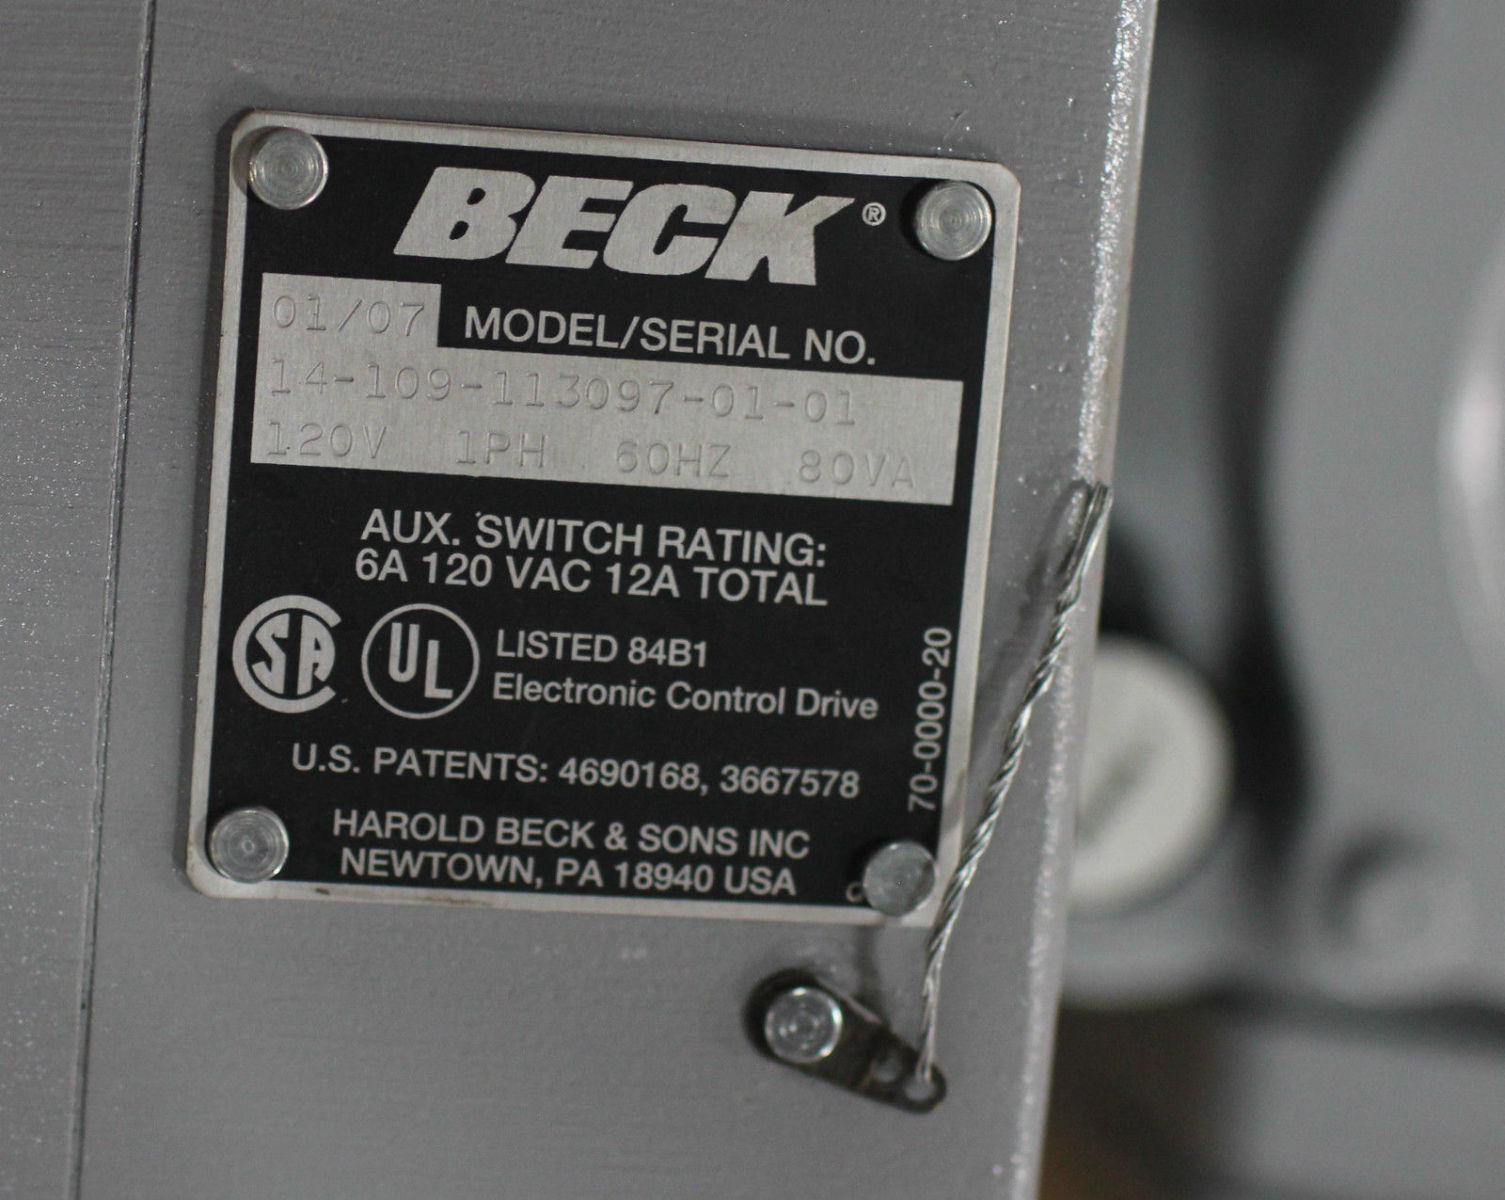 BECK®
01/07 MODEL/SERIAL NO.
14-109-113097-01-01
120V 1PH 60HZ 80VA
AUX. SWITCH RATING:
6A 120 VAC 12A TOTAL
SA UL LISTED 84B1
Electronic Control Drive
U.S. PATENTS: 4690168, 3667578
HAROLD BECK & SONS INC
NEWTOWN, PA 18940 USA
70-0000-20